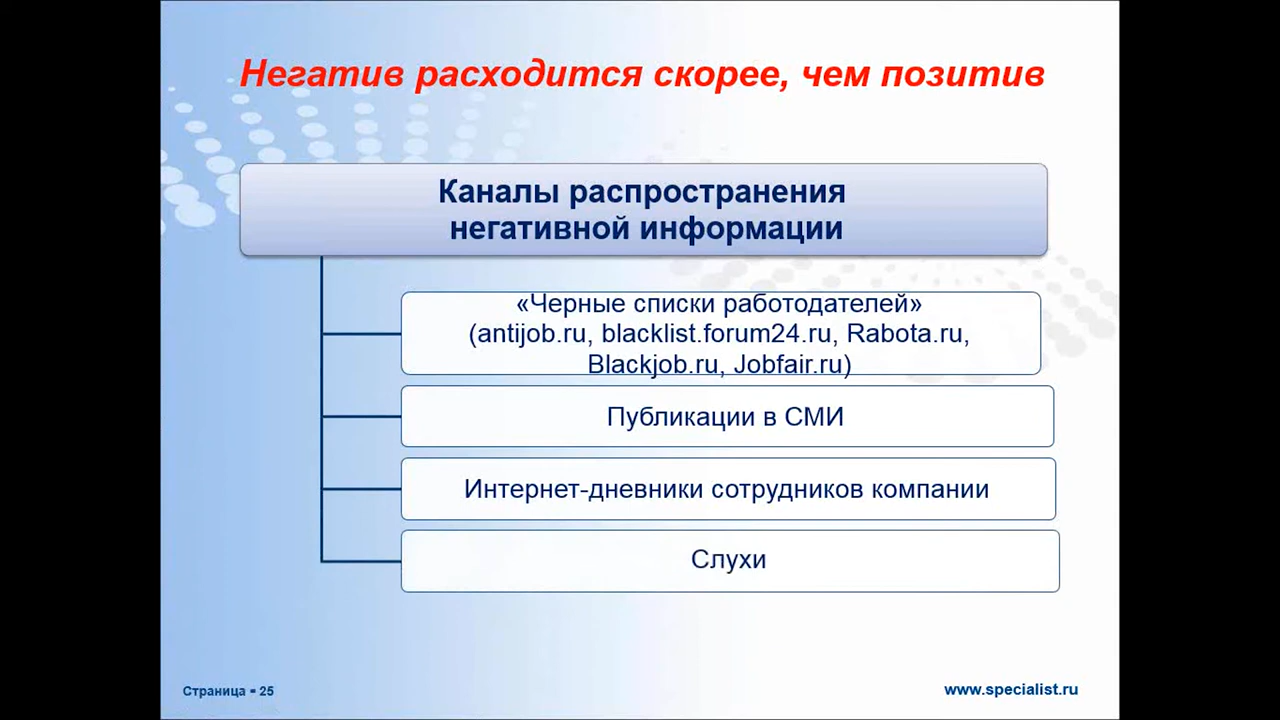 Негатив расходится скорее, чем позитив
Каналы распространения
негативной информации
«Черные списки работодателей»
(antijob.ru, blacklist.forum24.ru, Rabota.ru,
Blackjob.ru, Jobfair.ru)
Публикации в СМИ
Интернет-дневники сотрудников компании
Слухи
Страница ▪ 25
www.specialist.ru